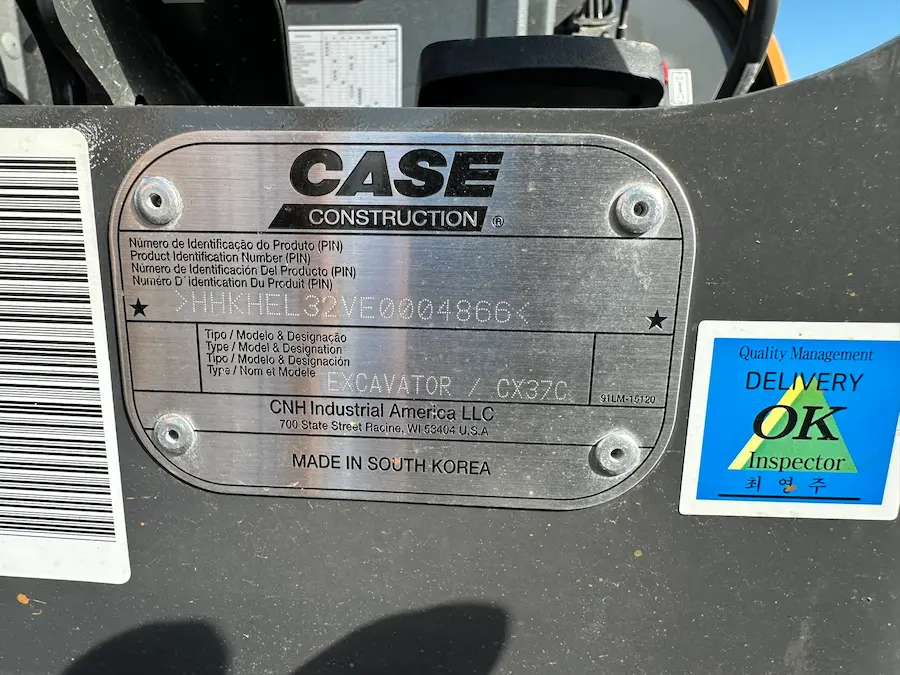 CASE
CONSTRUCTION ®
Número de Identificação do Produto (PIN)
Product Identification Number (PIN)
Número de Identificación Del Producto (PIN)
Numéro D'identication Du Produit (PIN)
★ >HHKHEL32VE0004866< ★
Tipo / Modelo & Designação
Type / Model & Designation
Tipo / Modelo & Designación
Type / Nom et Modele
EXCAVATOR / CX37C
91LM-15120
CNH Industrial America LLC
700 State Street Racine, WI 53404 U.S.A
MADE IN SOUTH KOREA
Quality Management
DELIVERY
OK
Inspector
최영주